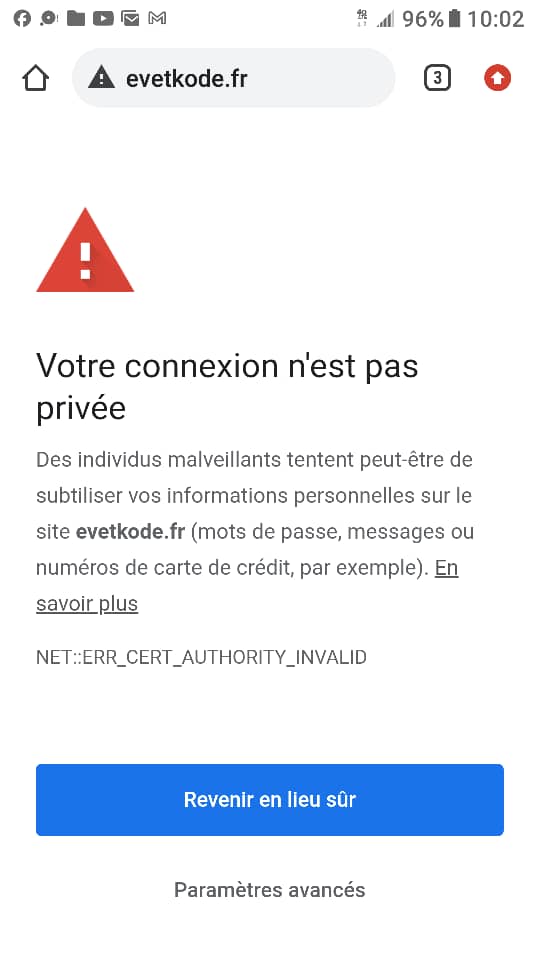 96% 10:02
evetkode.fr
3
Votre connexion n'est pas
privée
Des individus malveillants tentent peut-être de
subtiliser vos informations personnelles sur le
site evetkode.fr (mots de passe, messages ou
numéros de carte de crédit, par exemple). En
savoir plus
NET::ERR_CERT_AUTHORITY_INVALID
Revenir en lieu sûr
Paramètres avancés